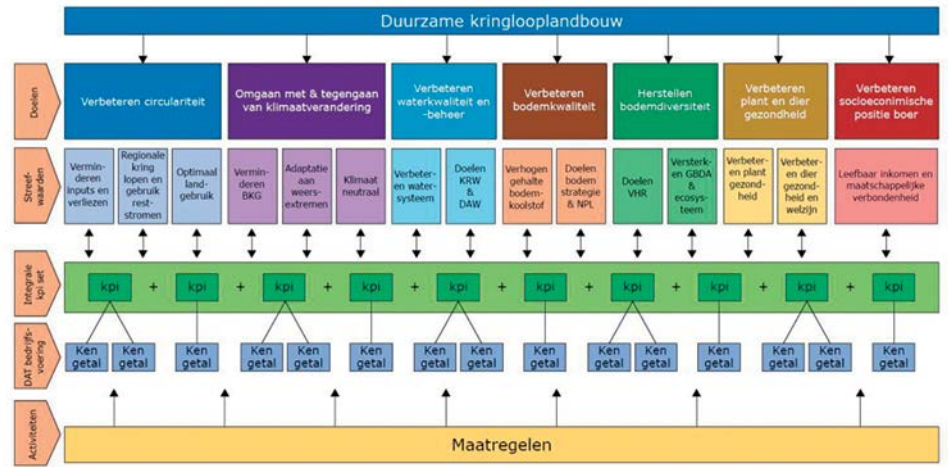 Duurzame kringlooplandbouw
Doelen
Verbeteren circulariteit
Omgaan met & tegengaan
van klimaatverandering
Verbeteren
waterkwaliteit en
-beheer
Verbeteren
bodemkwaliteit
Herstellen
bodemdiversiteit
Verbeteren
plant en dier
gezondheid
Verbeteren
socioeconimische
positie boer
Streef-
waarden
Vermin-
deren
inputs en
verliezen
Regionale
kring
lopen en
gebruik
rest-
stromen
Optimaal
land-
gebruik
Vermin-
deren
BKG
Adaptatie
aan
weers-
extremen
Klimaat
neutraal
Verbeter-
en water-
systeem
Doelen
KRW
&
DAW
Verhogen
gehalte
bodem-
koolstof
Doelen
bodem
strategie
& NPL
Doelen
VHR
Versterk-
en GBDA
&
ecosys-
teem
Verbeter-
en plant
gezond-
heid
Verbeter-
en dier
gezond-
heid en
welzijn
Leefbaar inkomen en
maatschappelijke
verbondenheid
Integrale
kpi set
kpi + kpi + kpi + kpi + kpi + kpi + kpi + kpi + kpi + kpi
DAT bedrijfs-
voering
Ken
getal
Ken
getal
Ken
getal
Ken
getal
Ken
getal
Ken
getal
Ken
getal
Ken
getal
Ken
getal
Ken
getal
Ken
getal
Ken
getal
Ken
getal
Ken
getal
Ken
getal
Activiteiten
Maatregelen